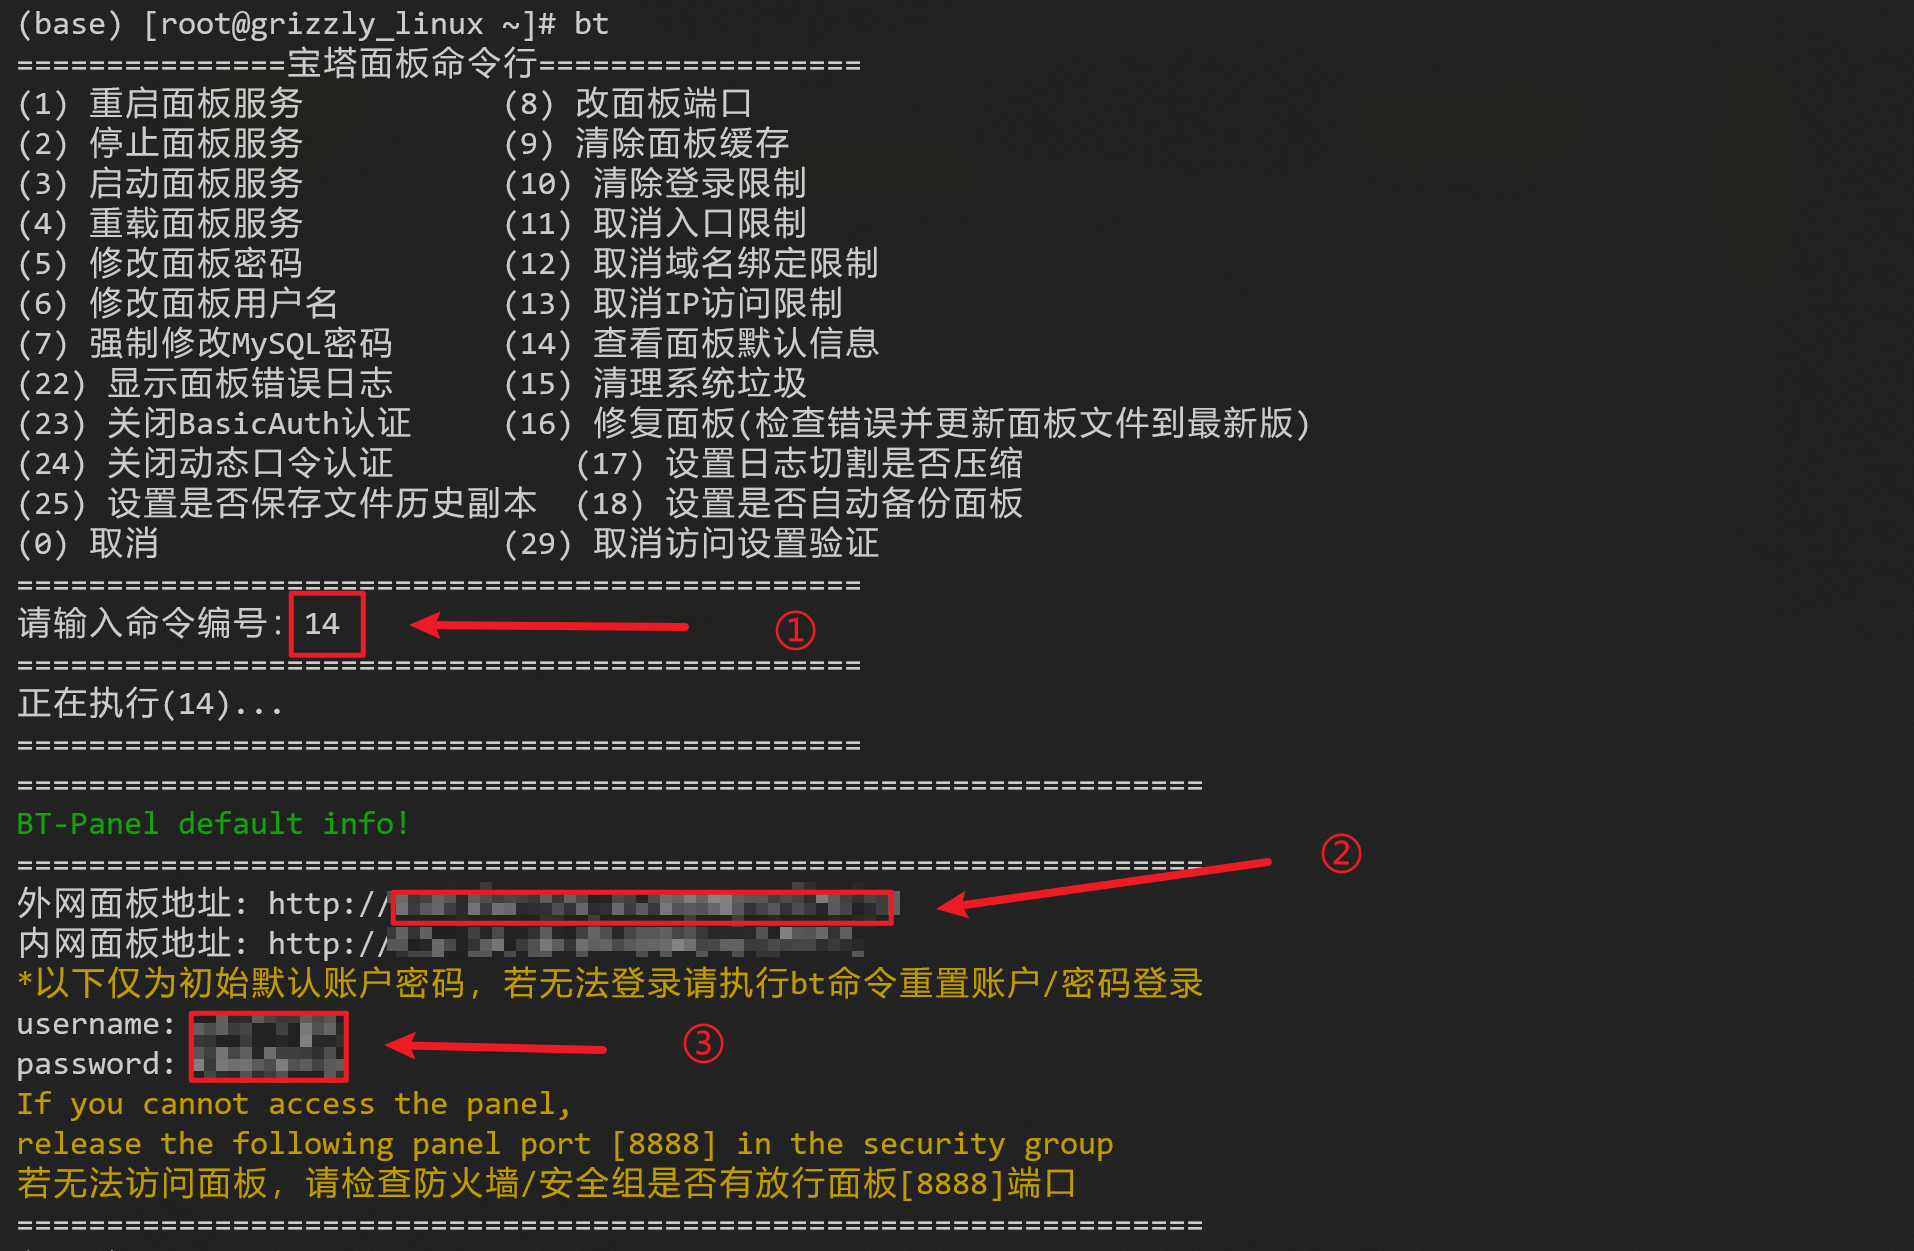 (base) [root@grizzly_linux ~]# bt
===============宝塔面板命令行==================
(1) 重启面板服务           (8) 改面板端口
(2) 停止面板服务           (9) 清除面板缓存
(3) 启动面板服务           (10) 清除登录限制
(4) 重载面板服务           (11) 取消入口限制
(5) 修改面板密码           (12) 取消域名绑定限制
(6) 修改面板用户名         (13) 取消IP访问限制
(7) 强制修改MySQL密码      (14) 查看面板默认信息
(22) 显示面板错误日志      (15) 清理系统垃圾
(23) 关闭BasicAuth认证     (16) 修复面板(检查错误并更新面板文件到最新版)
(24) 关闭动态口令认证          (17) 设置日志切割是否压缩
(25) 设置是否保存文件历史副本  (18) 设置是否自动备份面板
(0) 取消                   (29) 取消访问设置验证
===============================================
请输入命令编号：14 ①
===============================================
正在执行(14)...
===============================================
==================================================================
BT-Panel default info!
==================================================================
②
外网面板地址: http://
内网面板地址: http://
*以下仅为初始默认账户密码，若无法登录请执行bt命令重置账户/密码登录
username:
③
password:
If you cannot access the panel,
release the following panel port [8888] in the security group
若无法访问面板，请检查防火墙/安全组是否有放行面板[8888]端口
==================================================================